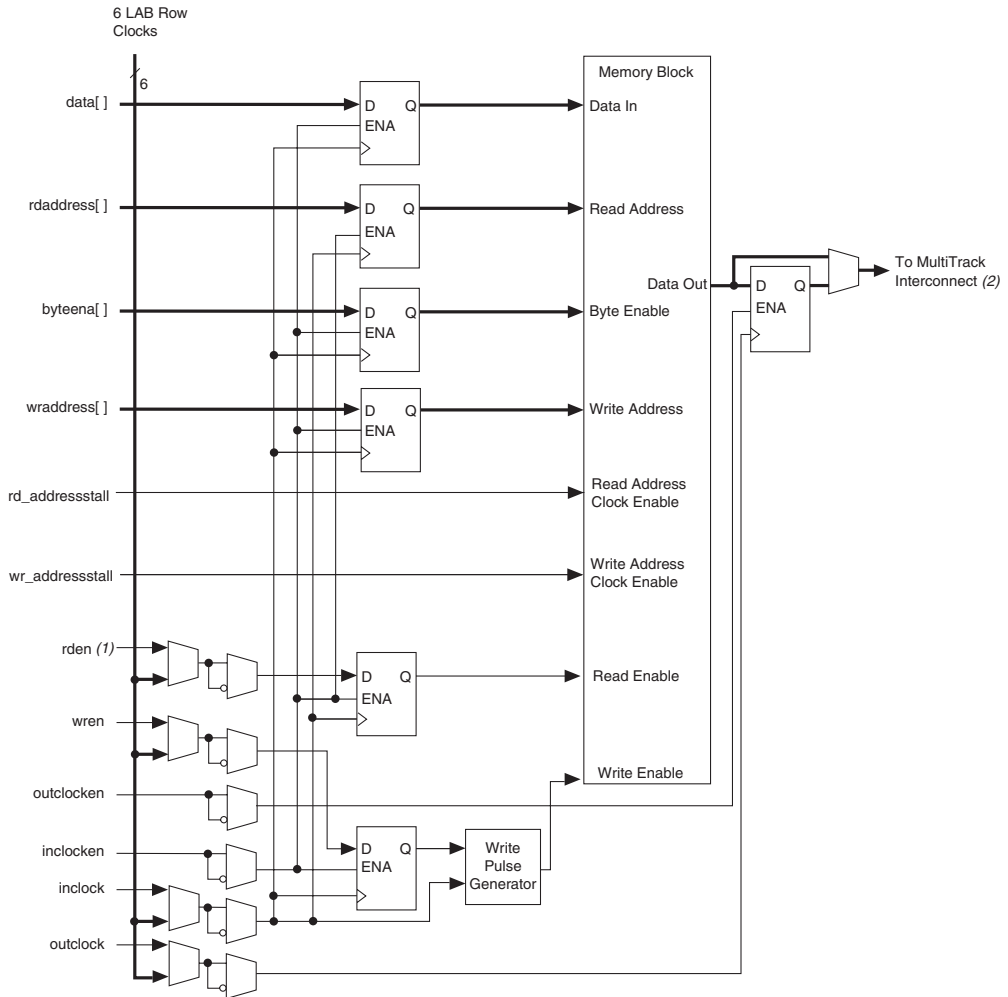 6 LAB Row
Clocks
6
Memory Block
data[ ]
D Q
ENA
Data In
rdaddress[ ]
D Q
ENA
Read Address
To MultiTrack
Interconnect (2)
Data Out
D Q
ENA
byteena[ ]
D Q
ENA
Byte Enable
wraddress[ ]
D Q
ENA
Write Address
rd_addressstall
Read Address
Clock Enable
wr_addressstall
Write Address
Clock Enable
rden (1)
D Q
ENA
Read Enable
wren
Write Enable
outclocken
inclocken
D Q
ENA
Write
Pulse
Generator
inclock
outclock